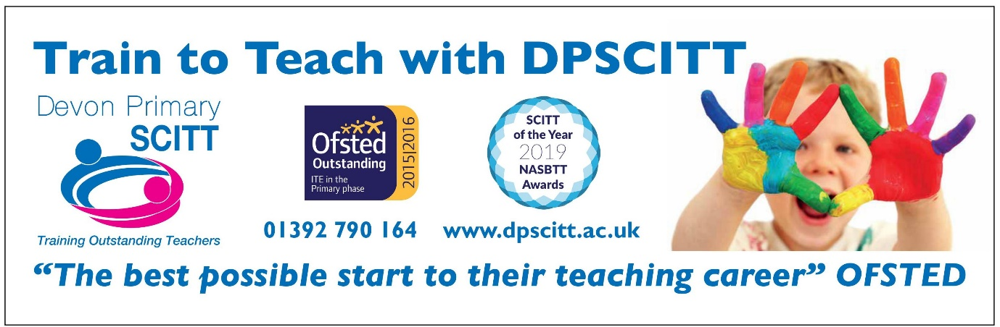 Train to Teach with DPSCITT
Devon Primary
SCITT
Training Outstanding Teachers
Ofsted
Outstanding
ITE in the
Primary phase
2015|2016
SCITT
of the Year
2019
NASBTT
Awards
01392 790 164
www.dpscitt.ac.uk
“The best possible start to their teaching career” OFSTED